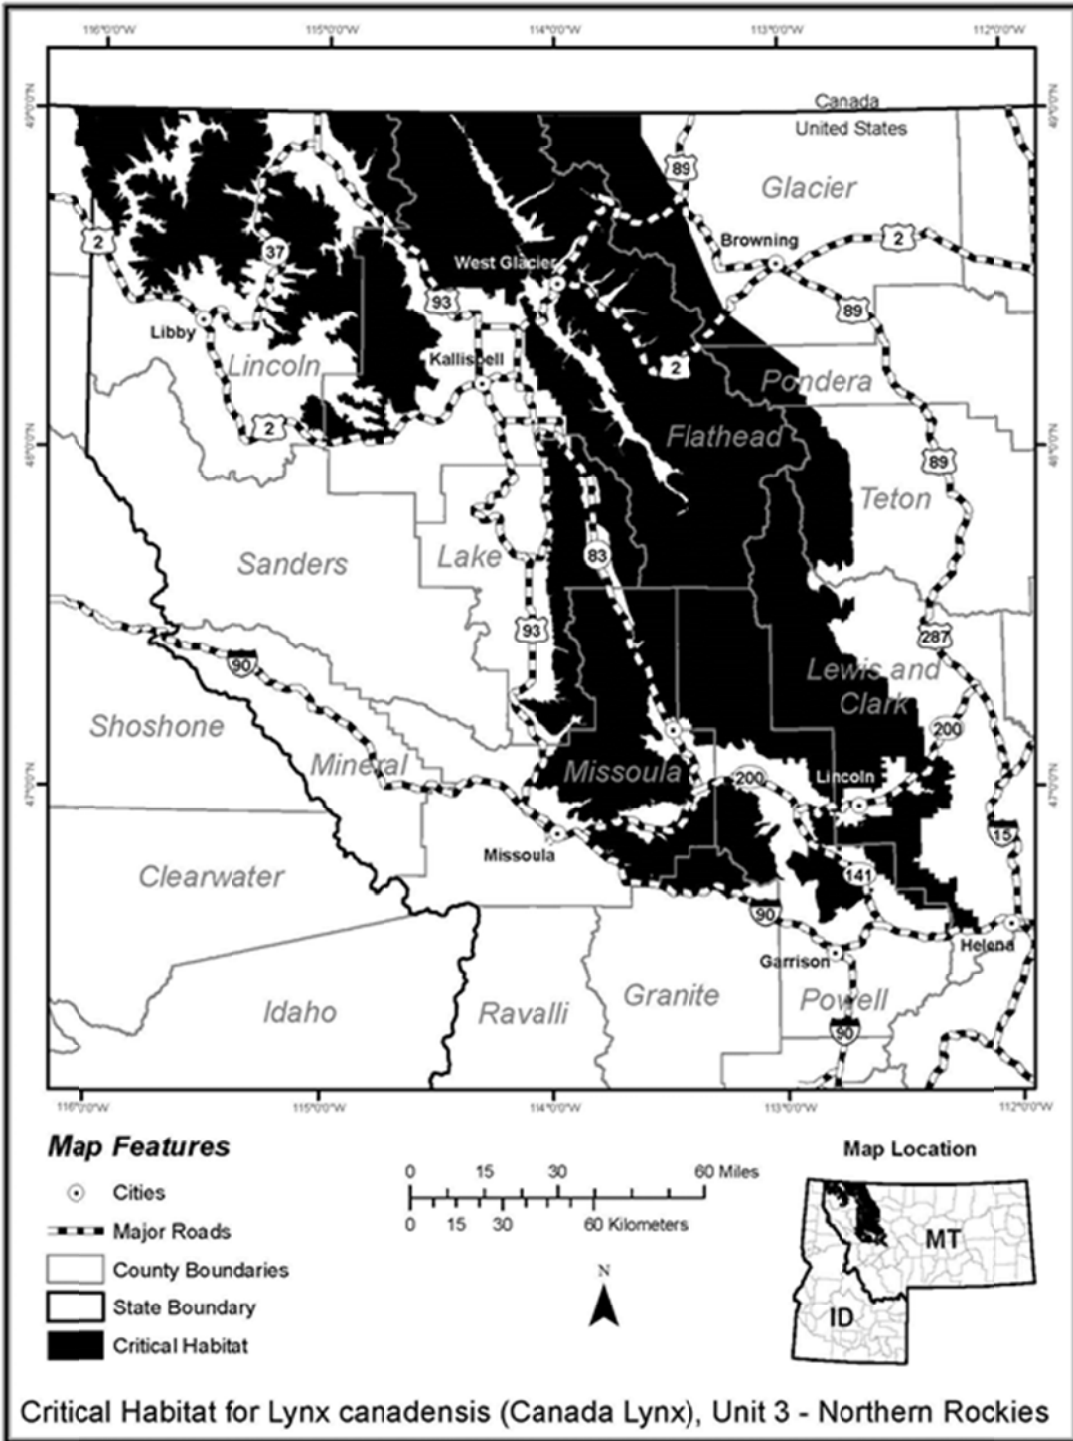 116°0'0"W 115°0'0"W 114°0'0"W 113°0'0"W 112°0'0"W
49°0'0"N 49°0'0"N
Canada
United States
89
Glacier
2
37
Browning
2
West Glacier
93
89
Libby
Lincoln
Kallispell
2
Pondera
2
Flathead
48°0'0"N 48°0'0"N
89
Teton
Sanders
Lake
83
93
287
90
Lewis and
Clark
Shoshone
200
Mineral
Missoula
200
Lincoln
47°0'0"N 47°0'0"N
15
Missoula
Clearwater
141
90
Helena
Garrison
Idaho
Ravalli
Granite
Powell
90
116°0'0"W 115°0'0"W 114°0'0"W 113°0'0"W 112°0'0"W
Map Features
Cities
Major Roads
County Boundaries
State Boundary
Critical Habitat
0 15 30 60 Miles
0 15 30 60 Kilometers
N
Map Location
MT
ID
Critical Habitat for Lynx canadensis (Canada Lynx), Unit 3 - Northern Rockies